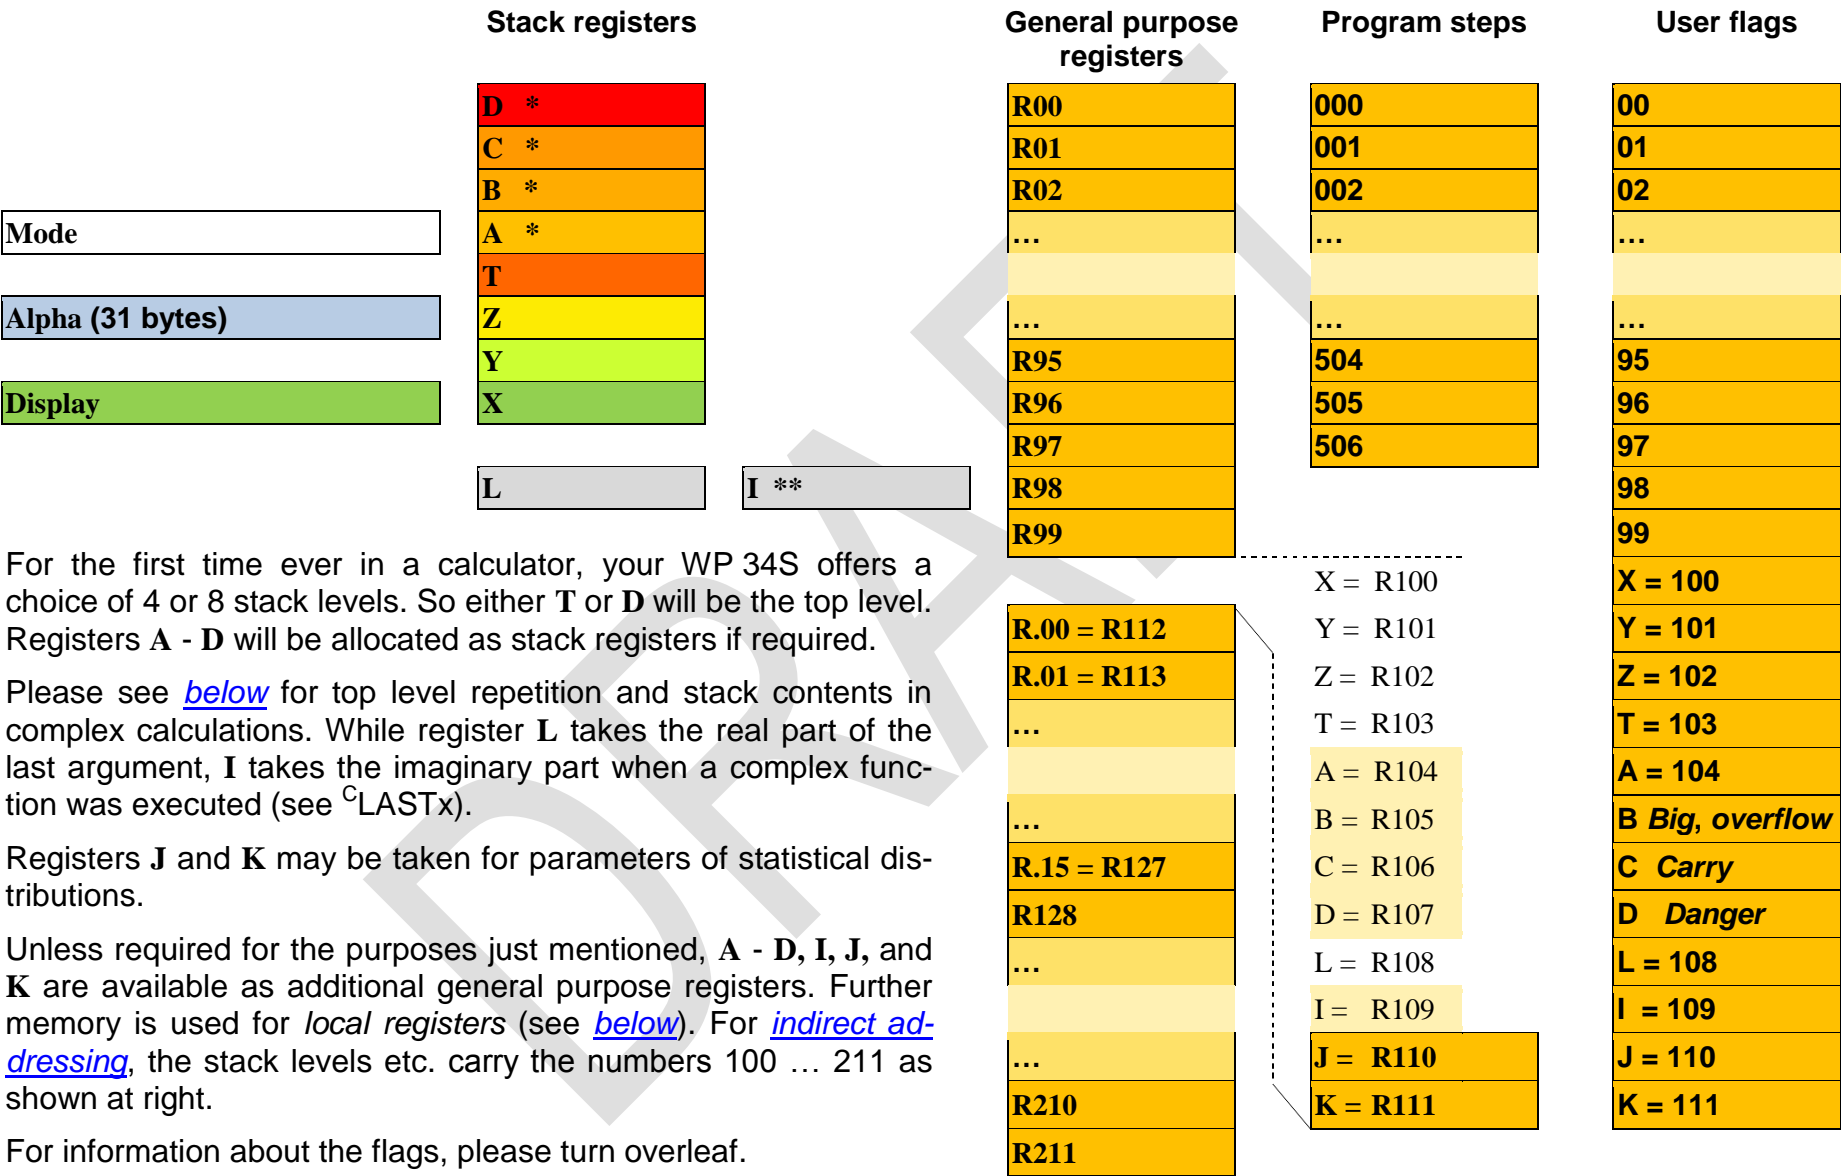 Stack registers
General purpose
registers
Program steps
User flags
Mode
Alpha (31 bytes)
Display
D *
C *
B *
A *
T
Z
Y
X
L
I **
For the first time ever in a calculator, your WP 34S offers a
choice of 4 or 8 stack levels. So either T or D will be the top level.
Registers A - D will be allocated as stack registers if required.
Please see below for top level repetition and stack contents in
complex calculations. While register L takes the real part of the
last argument, I takes the imaginary part when a complex func-
tion was executed (see CLASTx).
Registers J and K may be taken for parameters of statistical dis-
tributions.
Unless required for the purposes just mentioned, A - D, I, J, and
K are available as additional general purpose registers. Further
memory is used for local registers (see below). For indirect ad-
dressing, the stack levels etc. carry the numbers 100 … 211 as
shown at right.
For information about the flags, please turn overleaf.
R00
R01
R02
…
…
R95
R96
R97
R98
R99
R.00 = R112
R.01 = R113
…
…
R.15 = R127
R128
…
…
R210
R211
000
001
002
…
…
504
505
506
X = R100
Y = R101
Z = R102
T = R103
A = R104
B = R105
C = R106
D = R107
L = R108
I = R109
J = R110
K = R111
00
01
02
…
…
95
96
97
98
99
X = 100
Y = 101
Z = 102
T = 103
A = 104
B Big, overflow
C Carry
D Danger
L = 108
I = 109
J = 110
K = 111
DRAFT